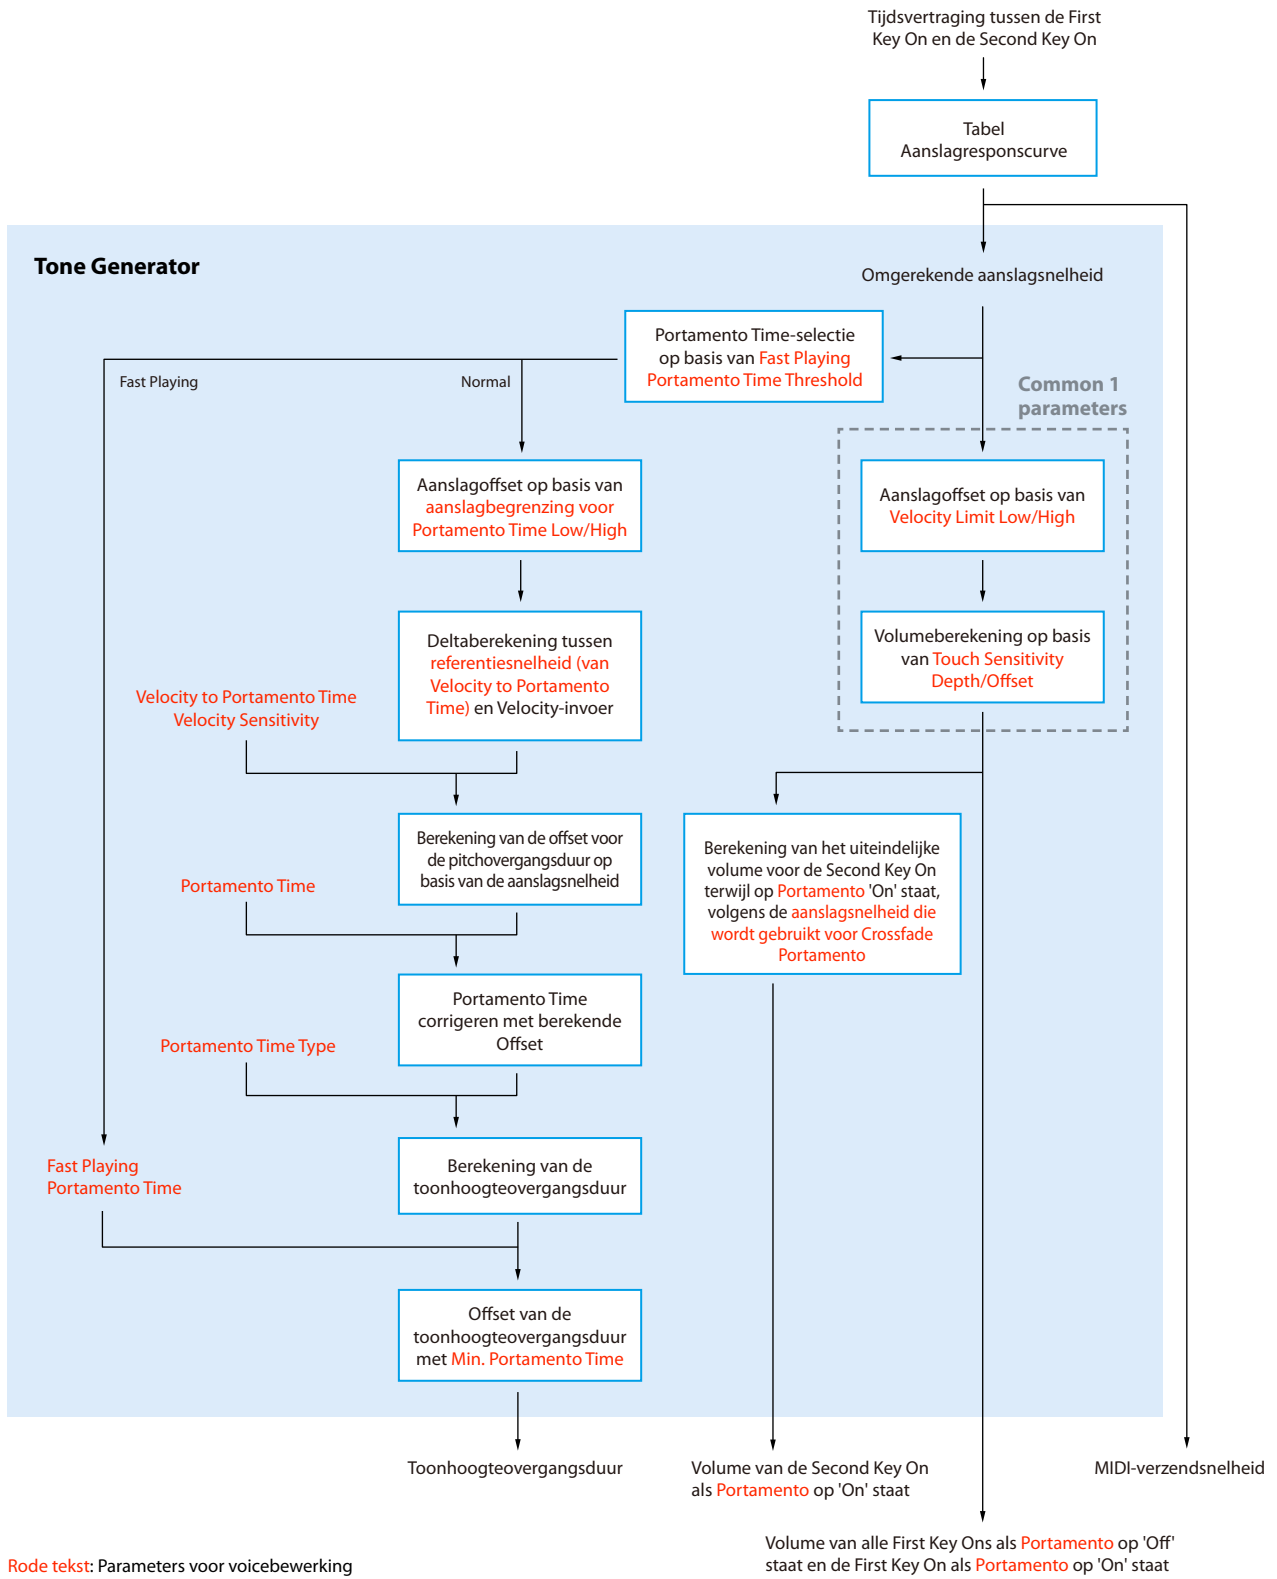 Tijdsvertraging tussen de First
Key On en de Second Key On
Tabel
Aanslagresponscurve
Tone Generator
Omgerekende aanslagsnelheid
Portamento Time-selectie
op basis van Fast Playing
Portamento Time Threshold
Fast Playing
Normal
Common 1
parameters
Aanslagoffset op basis van
aanslagbegrenzing voor
Portamento Time Low/High
Aanslagoffset op basis van
Velocity Limit Low/High
Deltaberekening tussen
referentiesnelheid (van
Velocity to Portamento
Time) en Velocity-invoer
Volumeberekening op basis
van Touch Sensitivity
Depth/Offset
Velocity to Portamento Time
Velocity Sensitivity
Berekening van de offset voor
de pitchovergangsduur op
basis van de aanslagsnelheid
Berekening van het uiteindelijke
volume voor de Second Key On
terwijl op Portamento 'On' staat,
volgens de aanslagsnelheid die
wordt gebruikt voor Crossfade
Portamento
Portamento Time
Portamento Time
corrigeren met berekende
Offset
Portamento Time Type
Berekening van de
toonhoogteovergangsduur
Fast Playing
Portamento Time
Offset van de
toonhoogteovergangsduur
met Min. Portamento Time
Toonhoogteovergangsduur
Volume van de Second Key On
als Portamento op 'On' staat
MIDI-verzendsnelheid
Volume van alle First Key Ons als Portamento op 'Off'
staat en de First Key On als Portamento op 'On' staat
Rode tekst: Parameters voor voicebewerking